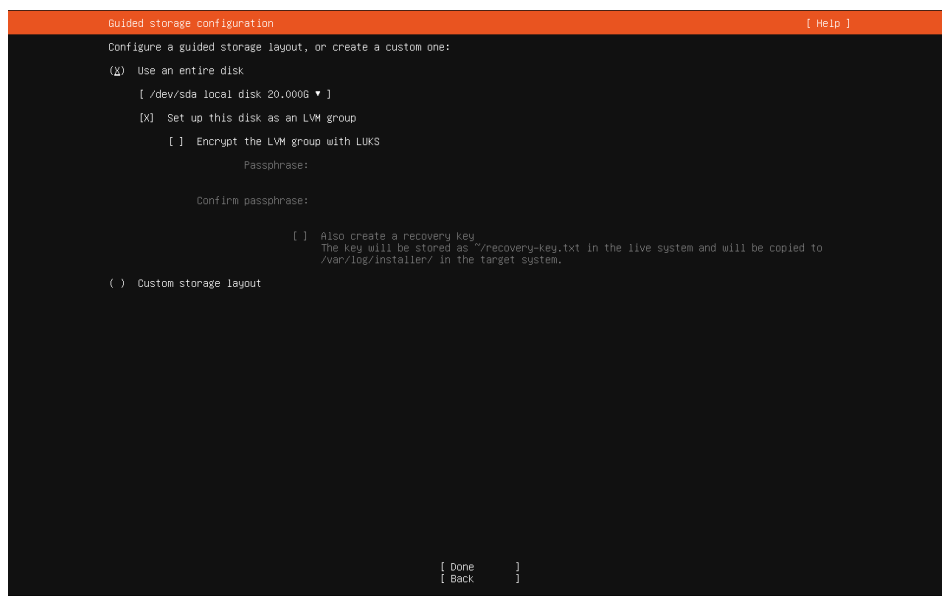 Guided storage configuration [ Help ]
Configure a guided storage layout, or create a custom one:
(X) Use an entire disk
[ /dev/sda local disk 20.000G ▾ ]
[X] Set up this disk as an LVM group
[ ] Encrypt the LVM group with LUKS
Passphrase:
Confirm passphrase:
[ ] Also create a recovery key
The key will be stored as ~/recovery-key.txt in the live system and will be copied to
/var/log/installer/ in the target system.
( ) Custom storage layout
[ Done ]
[ Back ]